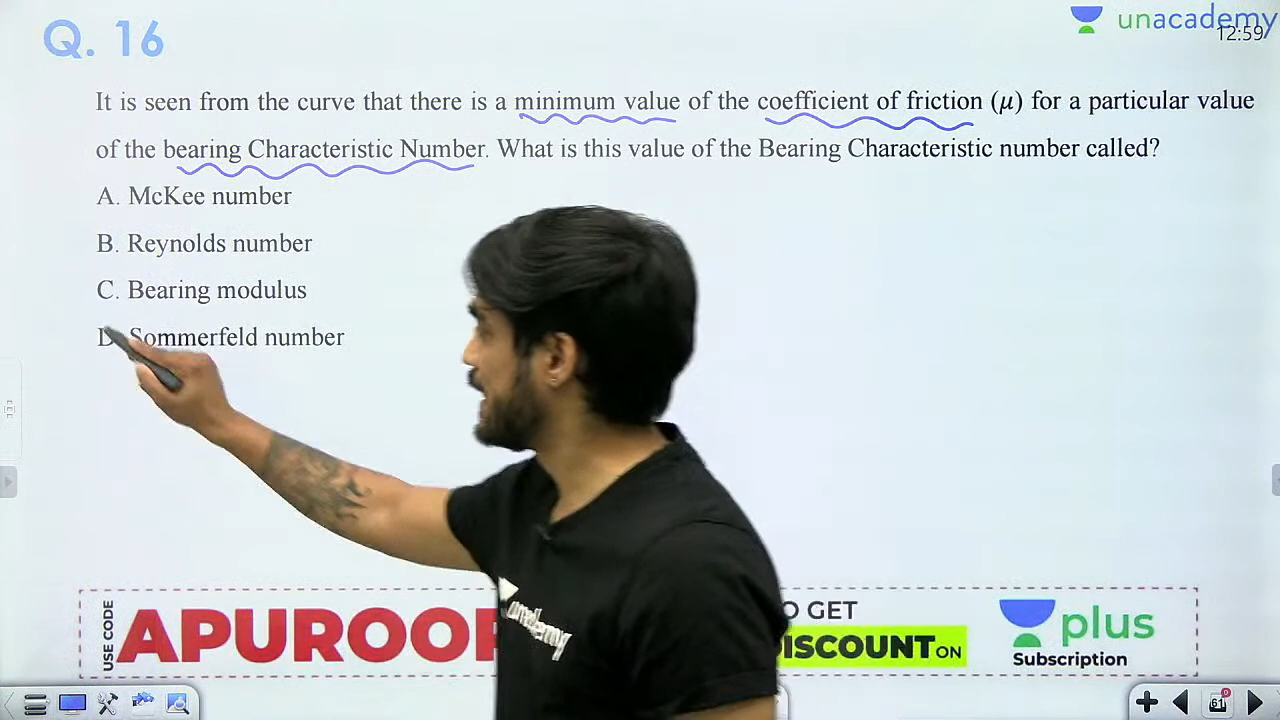 Q. 16
unacademy
12:59
It is seen from the curve that there is a minimum value of the coefficient of friction (μ) for a particular value
of the bearing Characteristic Number. What is this value of the Bearing Characteristic number called?
A. McKee number
B. Reynolds number
C. Bearing modulus
D. Sommerfeld number
USE CODE
GET
ON
plus
Subscription
61